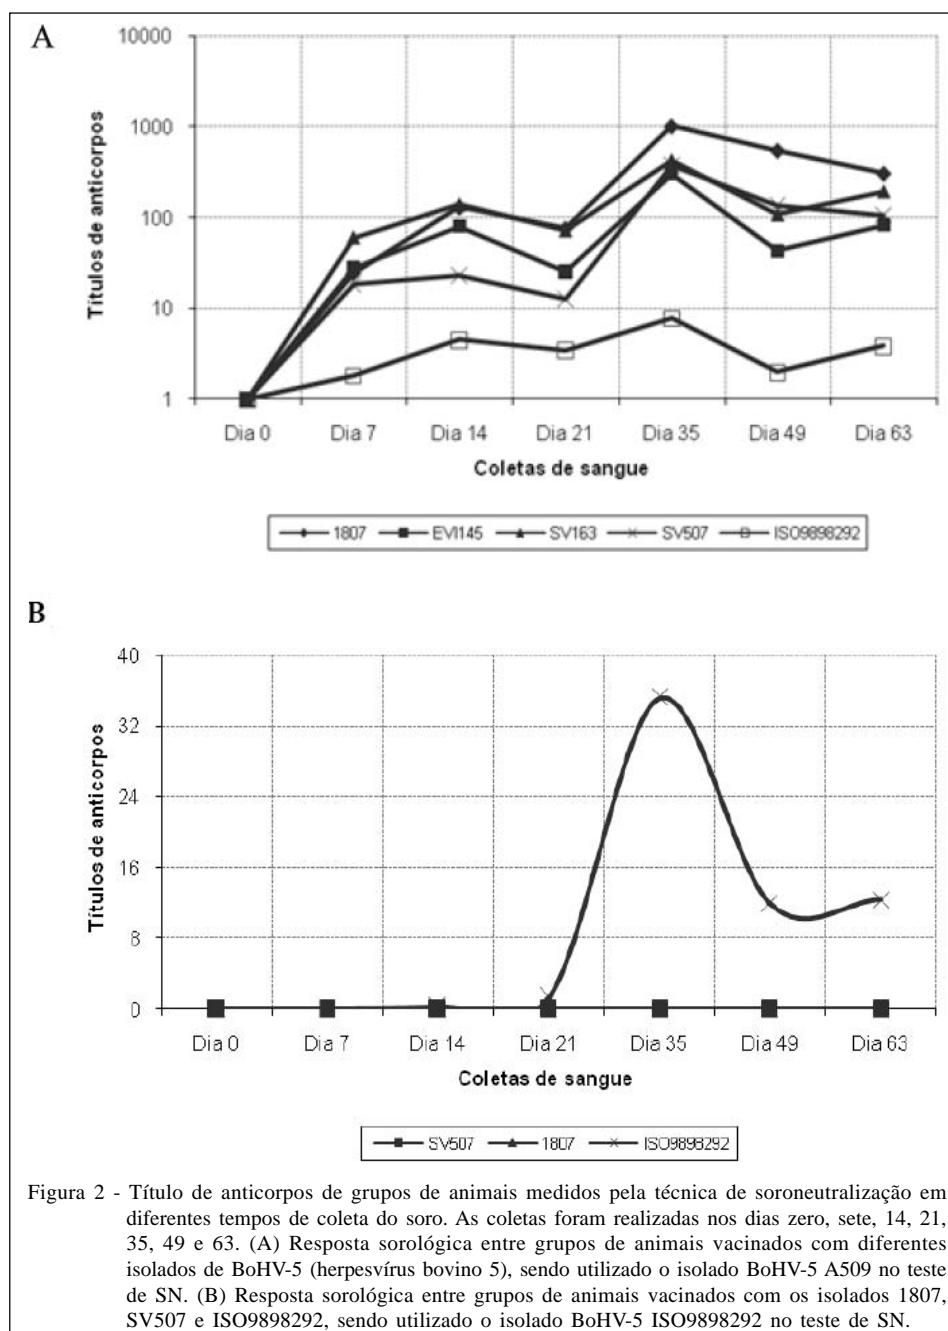 A
10000
1000
100
10
1
Títulos de anticorpos
Dia 0 Dia 7 Dia 14 Dia 21 Dia 35 Dia 49 Dia 63
Coletas de sangue
1807 EVI145 SV163 SV507 ISO9898292
B
40
32
24
16
8
0
Títulos de anticorpos
Dia 0 Dia 7 Dia 14 Dia 21 Dia 35 Dia 49 Dia 63
Coletas de sangue
SV507 1807 ISO9898292
Figura 2 - Título de anticorpos de grupos de animais medidos pela técnica de soroneutralização em
diferentes tempos de coleta do soro. As coletas foram realizadas nos dias zero, sete, 14, 21,
35, 49 e 63. (A) Resposta sorológica entre grupos de animais vacinados com diferentes
isolados de BoHV-5 (herpesvírus bovino 5), sendo utilizado o isolado BoHV-5 A509 no teste
de SN. (B) Resposta sorológica entre grupos de animais vacinados com os isolados 1807,
SV507 e ISO9898292, sendo utilizado o isolado BoHV-5 ISO9898292 no teste de SN.